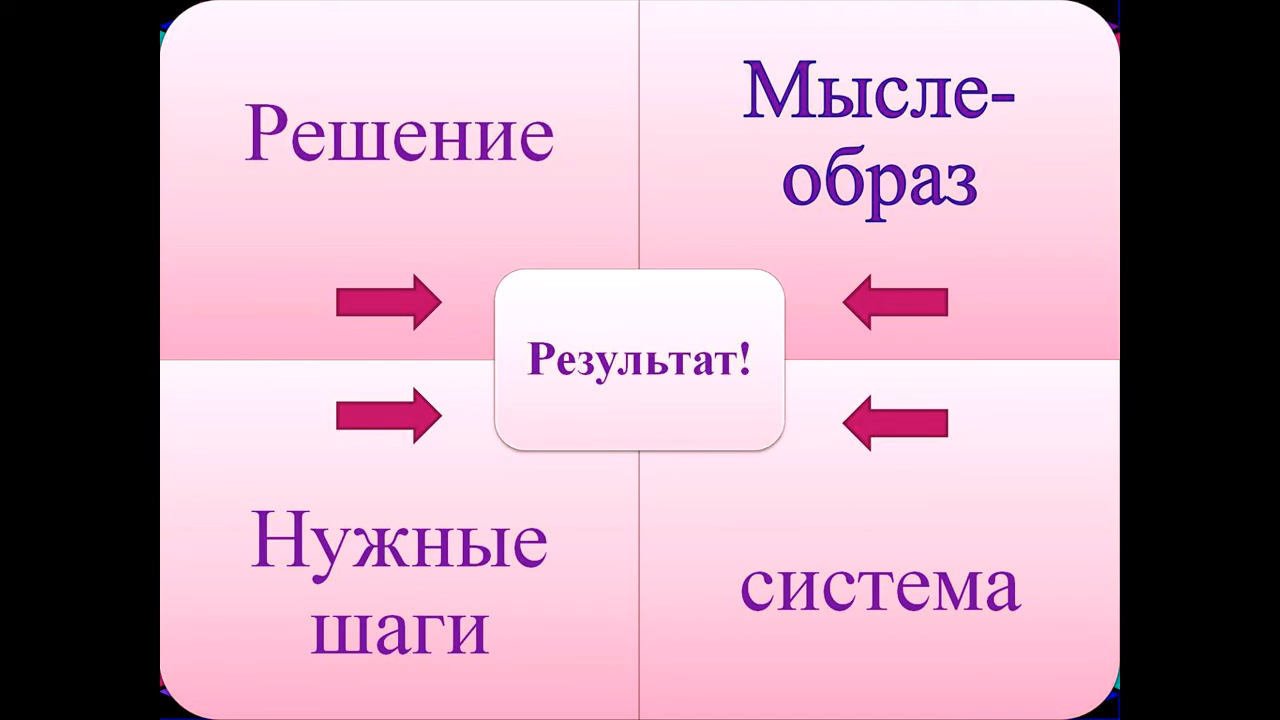 Решение
Мысле-
образ
Результат!
Нужные
шаги
система